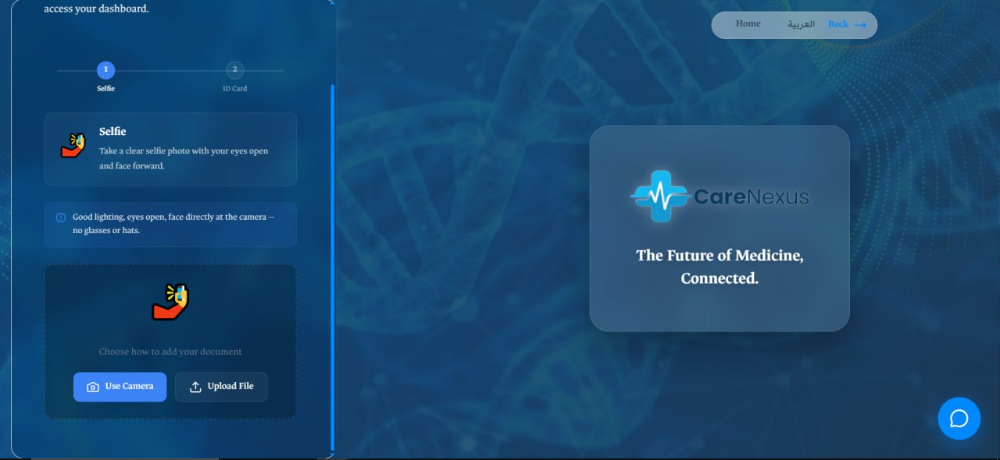 access your dashboard.
Home
العربية
Back
1
2
Selfie
ID Card
Selfie
Take a clear selfie photo with your eyes open
and face forward.
Good lighting, eyes open, face directly at the camera —
no glasses or hats.
Choose how to add your document
Use Camera
Upload File
CareNexus
The Future of Medicine,
Connected.